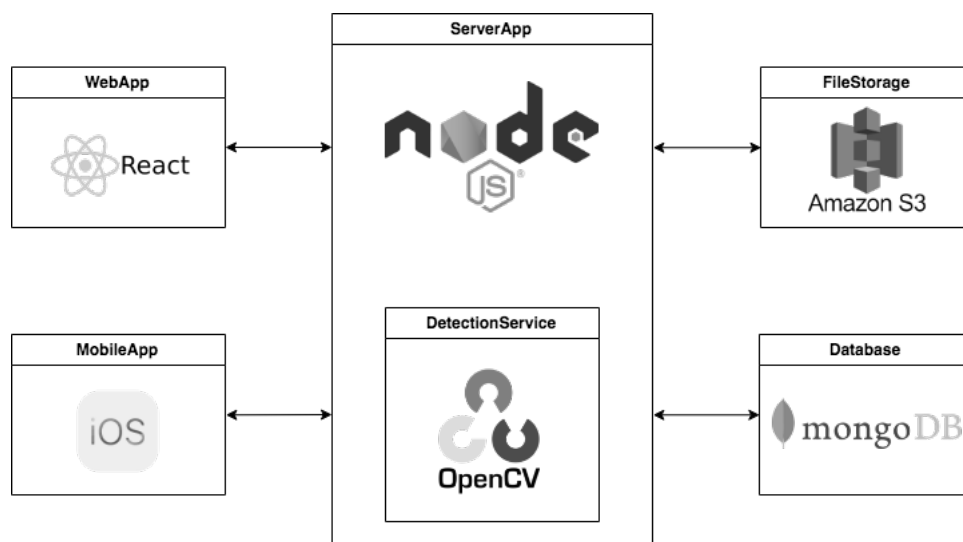 ServerApp
WebApp
FileStorage
node
JS®
React
Amazon S3
DetectionService
MobileApp
Database
iOS
mongoDB
OpenCV